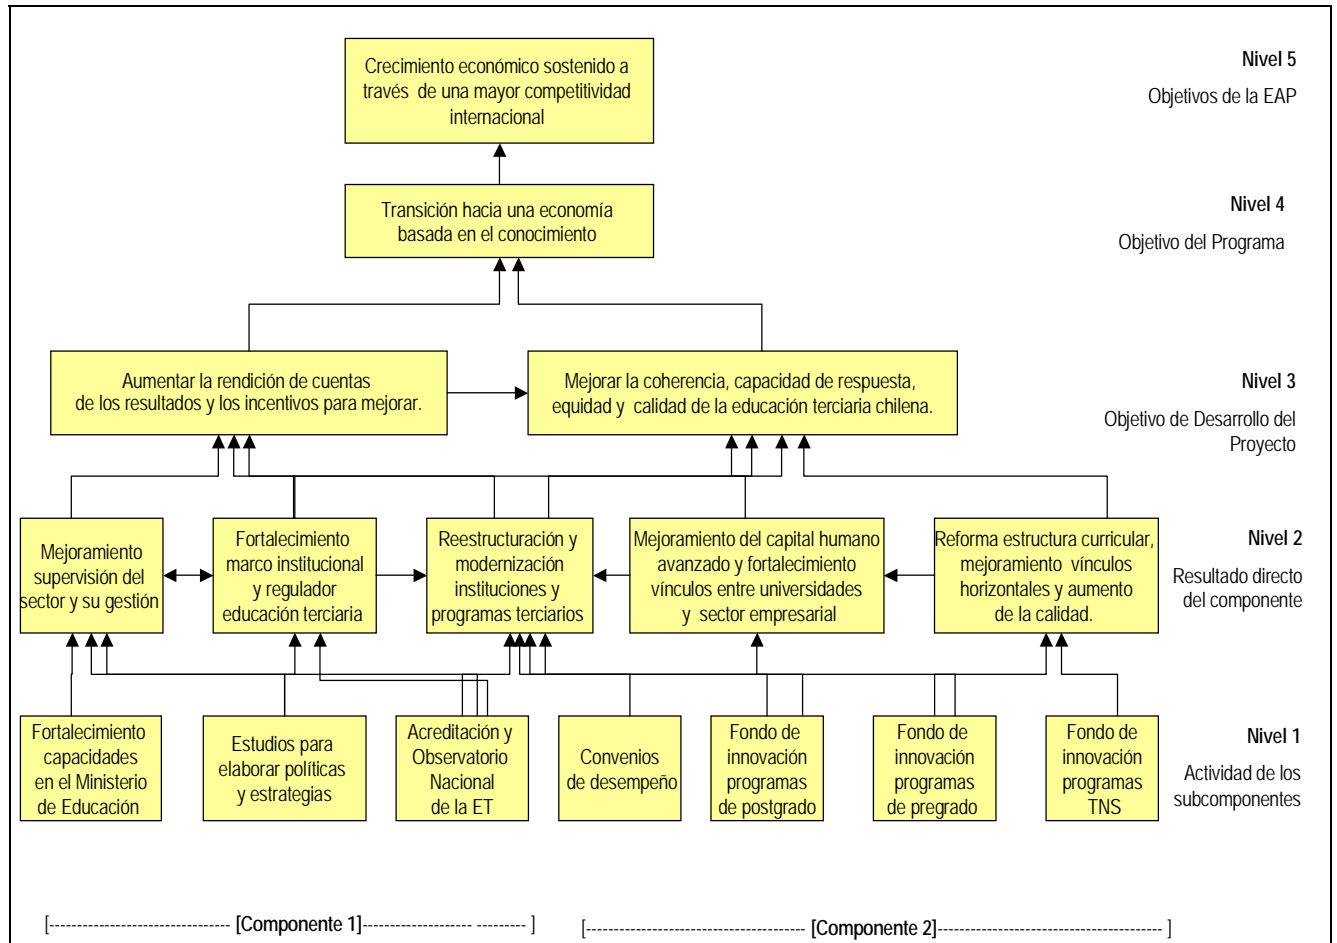 Crecimiento económico sostenido a
través de una mayor competitividad
internacional
Nivel 5
Objetivos de la EAP
Transición hacia una economía
basada en el conocimiento
Nivel 4
Objetivo del Programa
Aumentar la rendición de cuentas
de los resultados y los incentivos para mejorar.
Mejorar la coherencia, capacidad de respuesta,
equidad y calidad de la educación terciaria chilena.
Nivel 3
Objetivo de Desarrollo del
Proyecto
Mejoramiento
supervisión del
sector y su gestión
Fortalecimiento
marco institucional
y regulador
educación terciaria
Reestructuración y
modernización
instituciones y
programas terciarios
Mejoramiento del capital humano
avanzado y fortalecimiento
vínculos entre universidades
y sector empresarial
Reforma estructura curricular,
mejoramiento vínculos
horizontales y aumento
de la calidad.
Nivel 2
Resultado directo
del componente
Fortalecimiento
capacidades
en el Ministerio
de Educación
Estudios para
elaborar políticas
y estrategias
Acreditación y
Observatorio
Nacional
de la ET
Convenios
de desempeño
Fondo de
innovación
programas
de postgrado
Fondo de
innovación
programas
de pregrado
Fondo de
innovación
programas
TNS
Nivel 1
Actividad de los
subcomponentes
[----------------------------- [Componente 1]------------------ --------- ]
[------------------------------------ [Componente 2]------------------------------------ ]